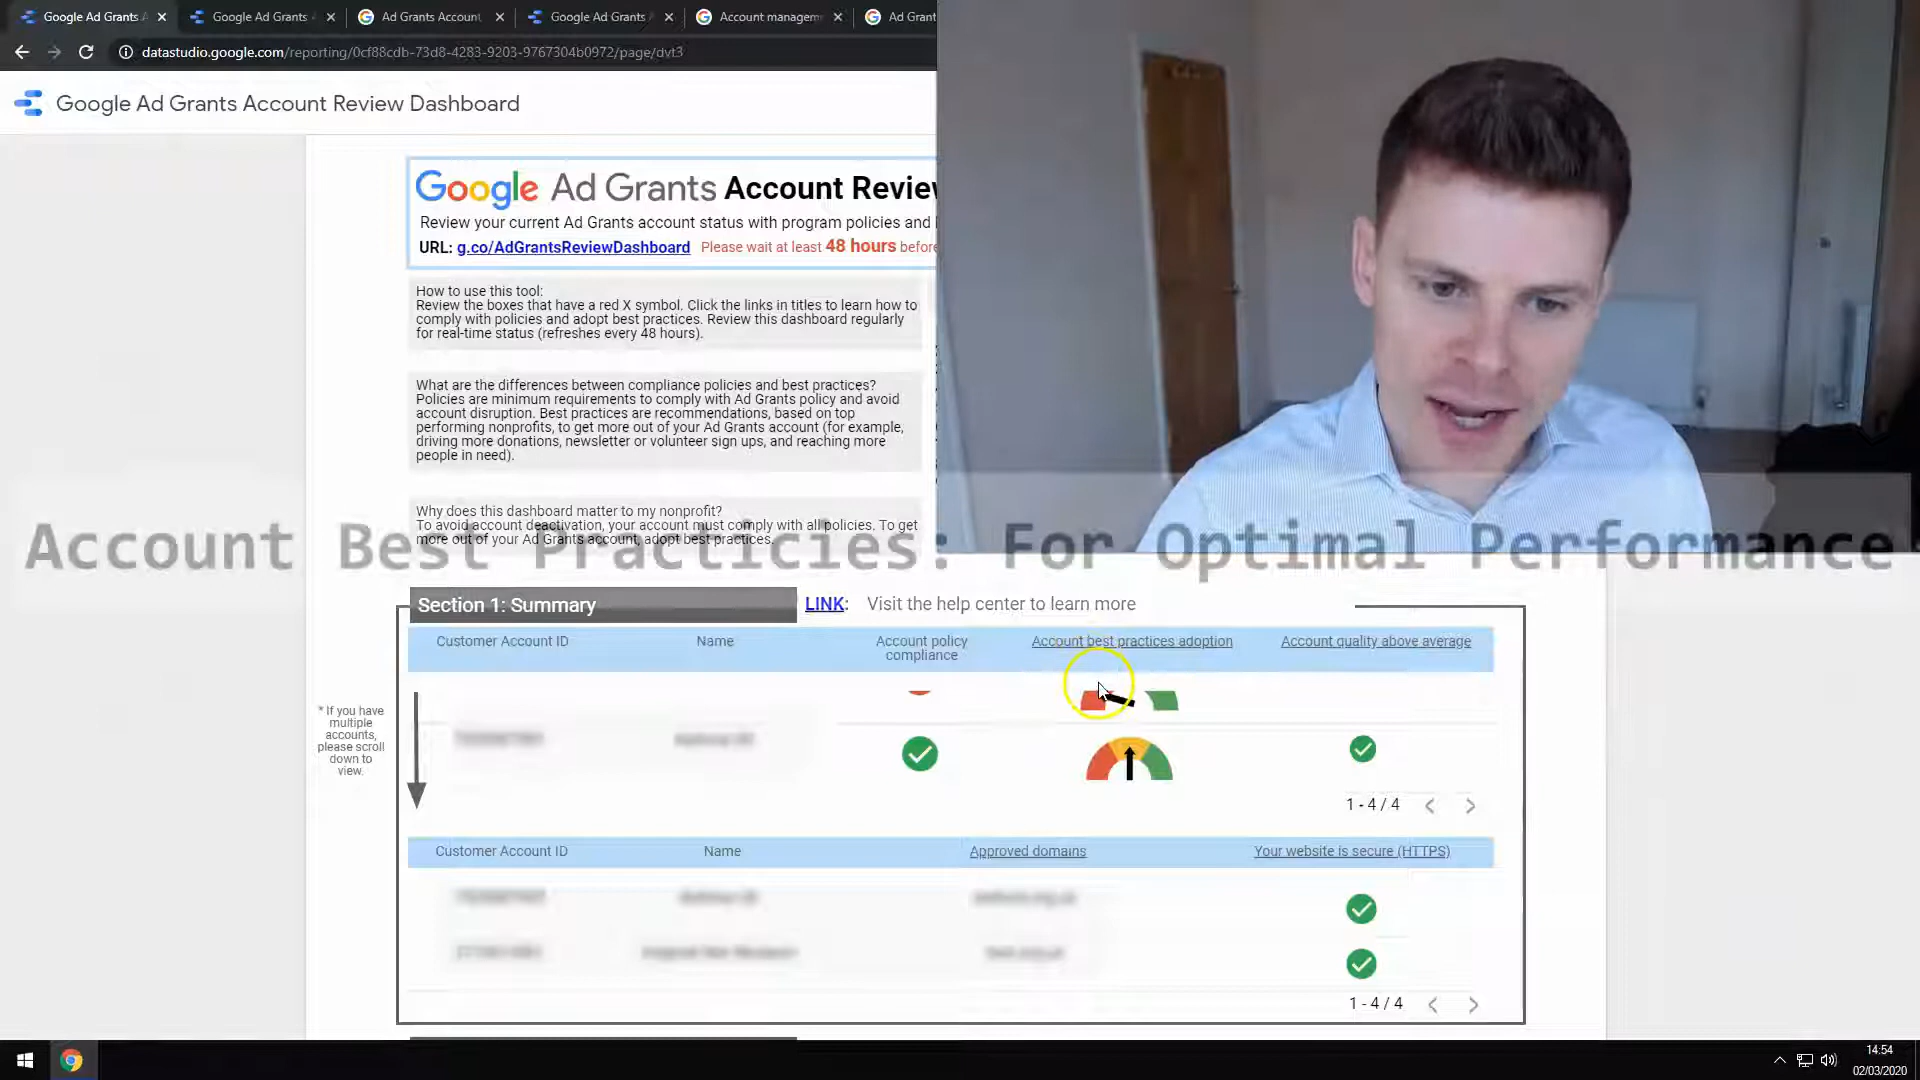 Google Ad Grants A
Google Ad Grants
Ad Grants Account
Google Ad Grants
Account managem
Ad Grant
datastudio.google.com/reporting/0cf88cdb-73d8-4283-9203-9767304b0972/page/dvt3
Google Ad Grants Account Review Dashboard
Google Ad Grants Account Review
Review your current Ad Grants account status with program policies and
URL: g.co/AdGrantsReviewDashboard Please wait at least 48 hours before
How to use this tool:
Review the boxes that have a red X symbol. Click the links in titles to learn how to
comply with policies and adopt best practices. Review this dashboard regularly
for real-time status (refreshes every 48 hours).
What are the differences between compliance policies and best practices?
Policies are minimum requirements to comply with Ad Grants policy and avoid
account disruption. Best practices are recommendations, based on top
performing nonprofits, to get more out of your Ad Grants account (for example,
driving more donations, newsletter or volunteer sign ups, and reaching more
people in need).
Why does this dashboard matter to my nonprofit?
To avoid account deactivation, your account must comply with all policies. To get
more out of your Ad Grants account, adopt best practices.
Account Best Practicies: For Optimal Performance
Section 1: Summary
LINK: Visit the help center to learn more
Customer Account ID
Name
Account policy
compliance
Account best practices adoption
Account quality above average
* If you have
multiple
accounts,
please scroll
down to
view.
1 - 4 / 4
Customer Account ID
Name
Approved domains
Your website is secure (HTTPS)
1 - 4 / 4
14:54
02/03/2020